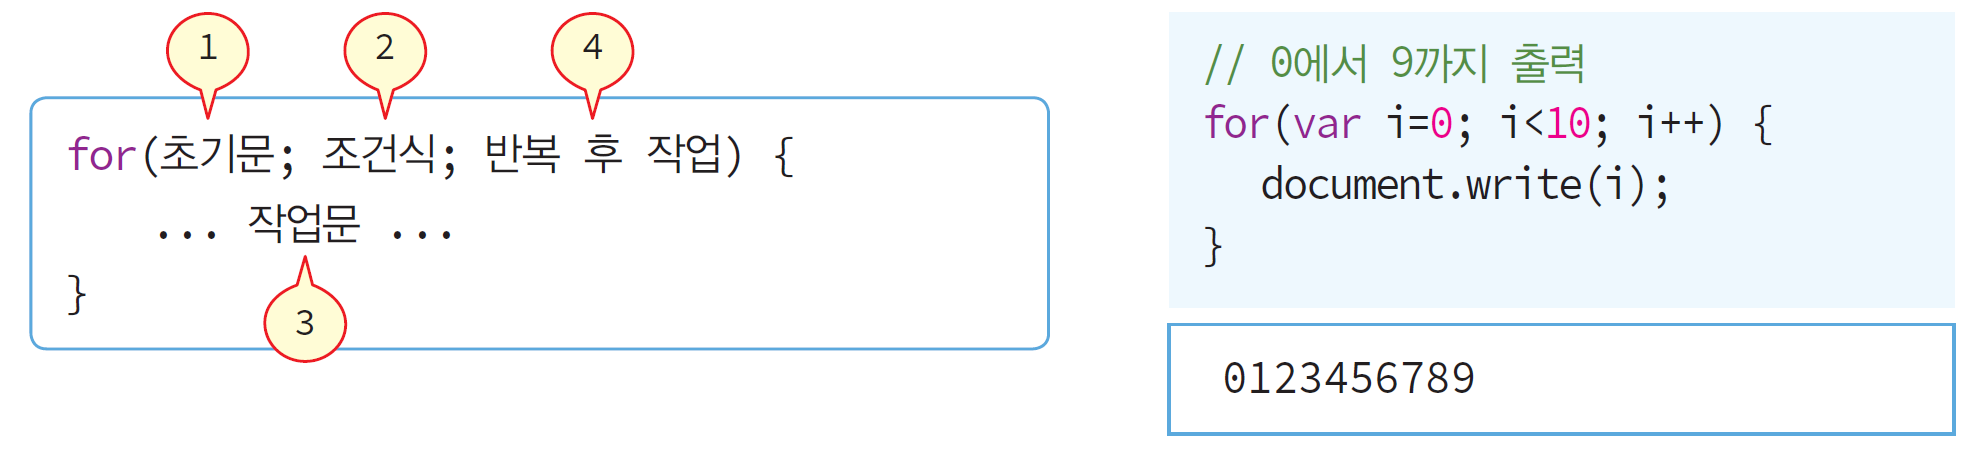 1 2 4
for(초기문; 조건식; 반복 후 작업) {
... 작업문 ...
}
3
// 0에서 9까지 출력
for(var i=0; i<10; i++) {
document.write(i);
}
0123456789